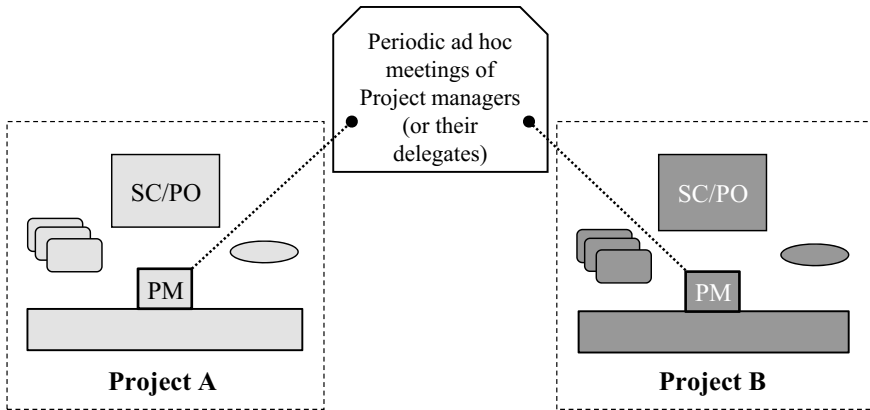 Periodic ad hoc
meetings of
Project managers
(or their
delegates)
SC/PO
PM
Project A
SC/PO
PM
Project B